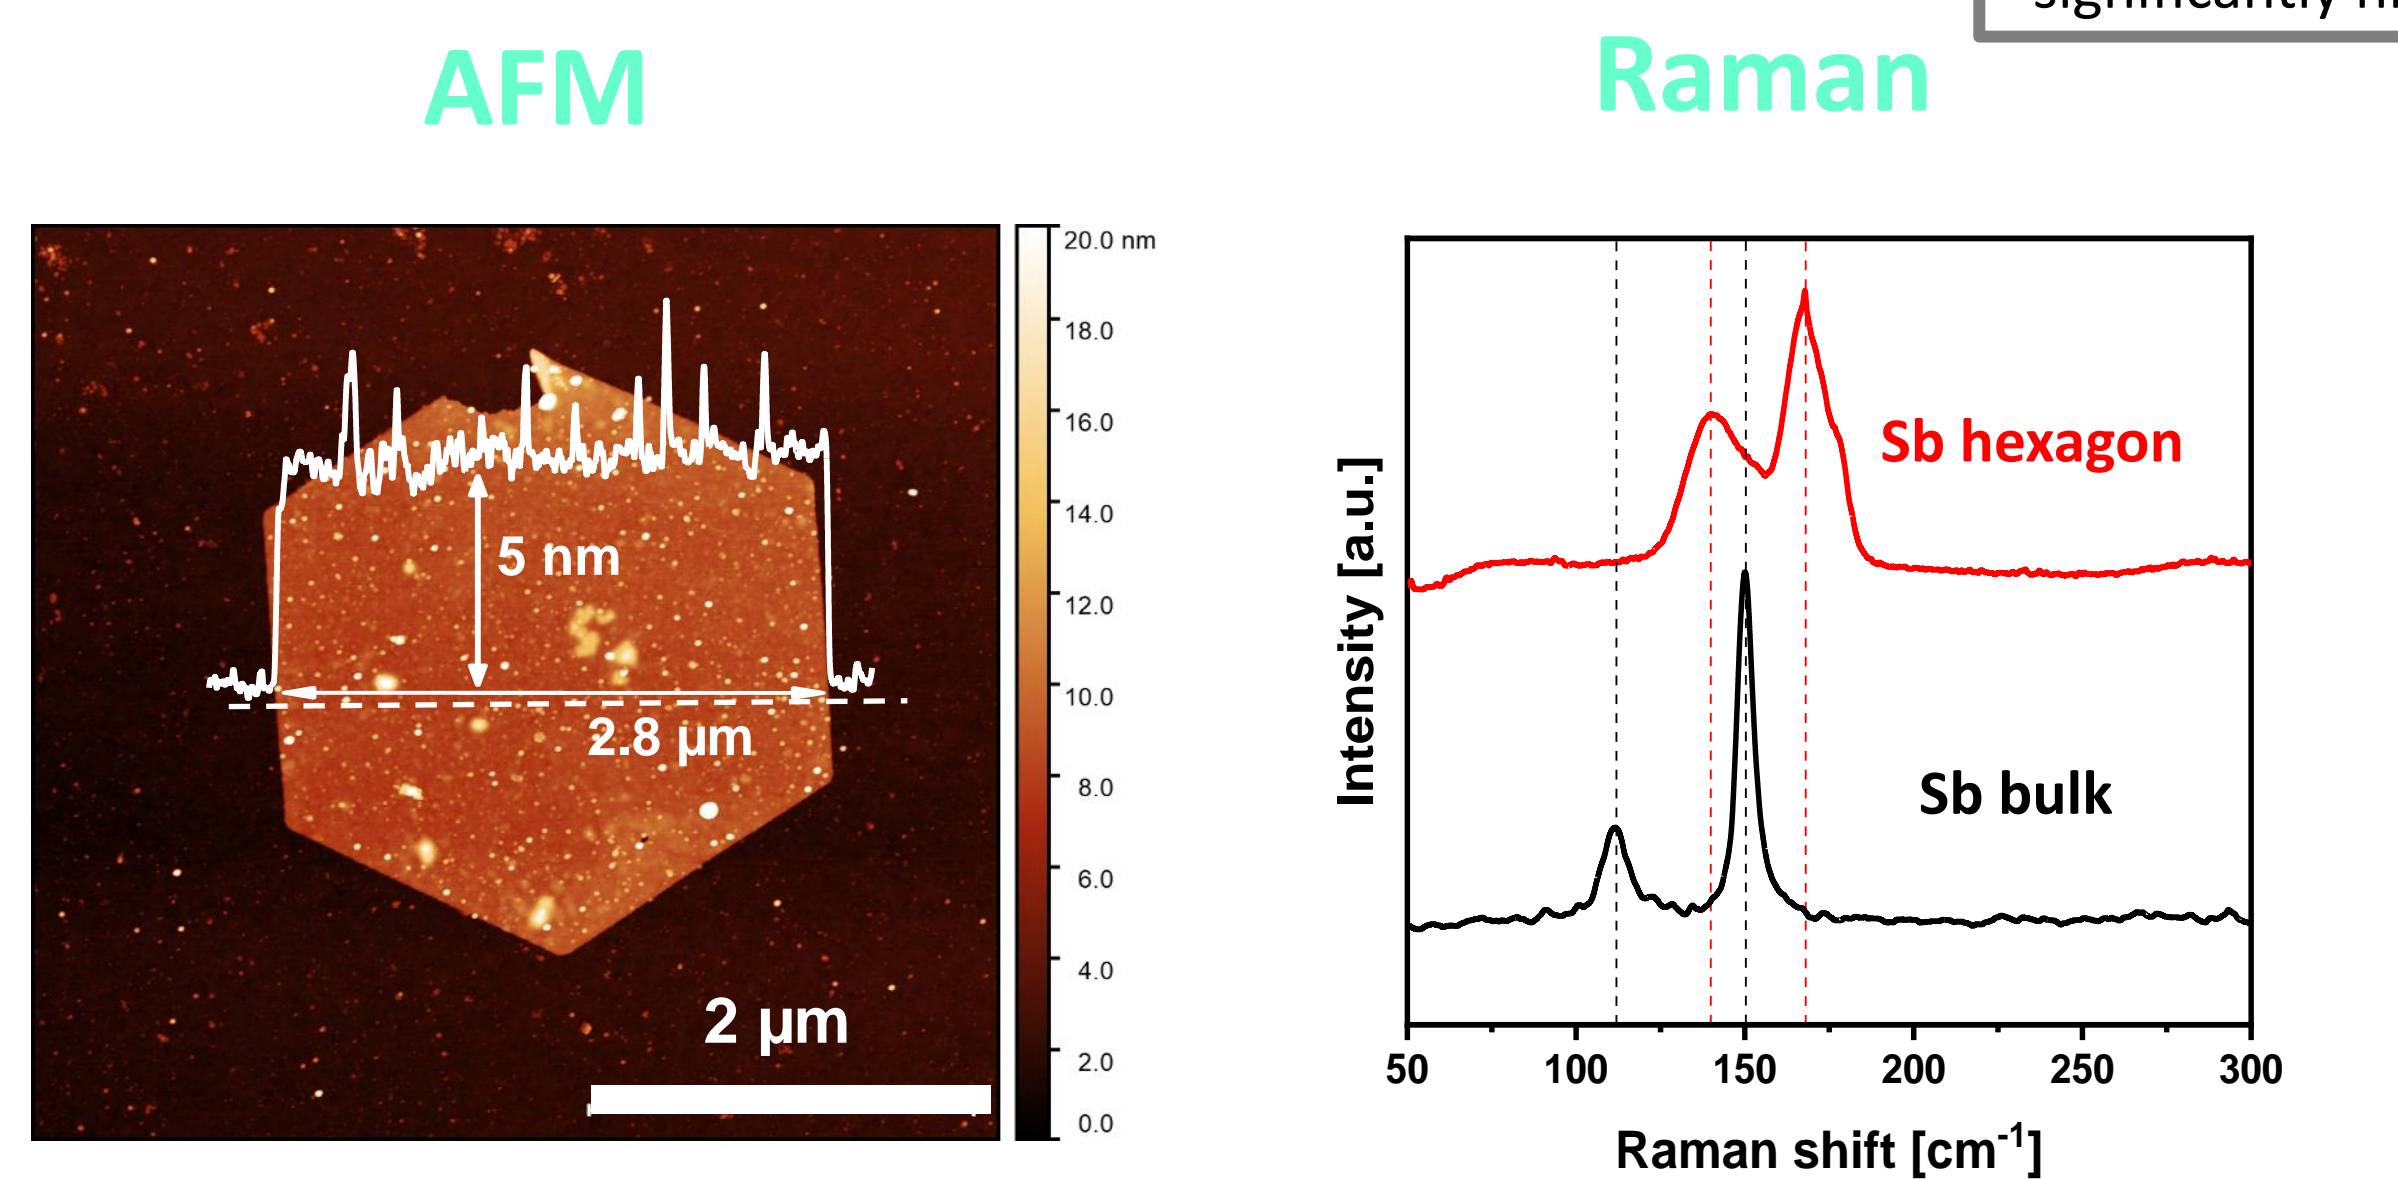 significantly
AFM
Raman
20.0 nm
18.0
16.0
14.0
12.0
10.0
8.0
6.0
4.0
2.0
0.0
5 nm
2.8 µm
2 µm
Intensity [a.u.]
Sb hexagon
Sb bulk
50 100 150 200 250 300
Raman shift [cm⁻¹]